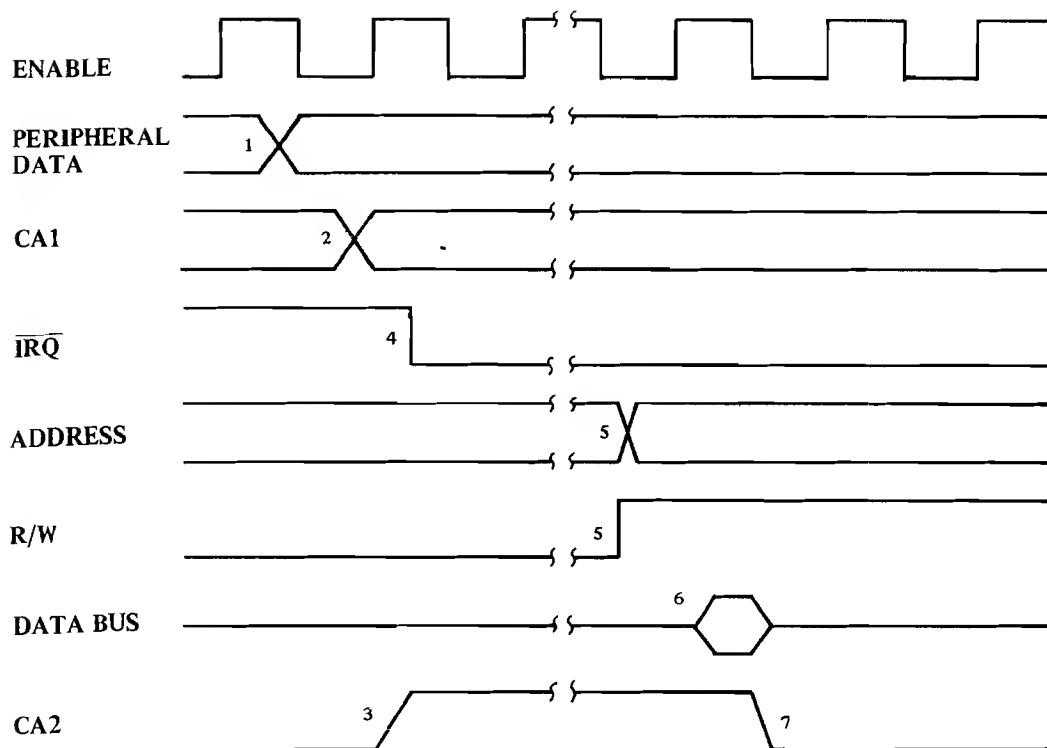 ENABLE
PERIPHERAL
DATA
1
CA1
2
IRQ
4
ADDRESS
5
R/W
5
DATA BUS
6
CA2
3
7